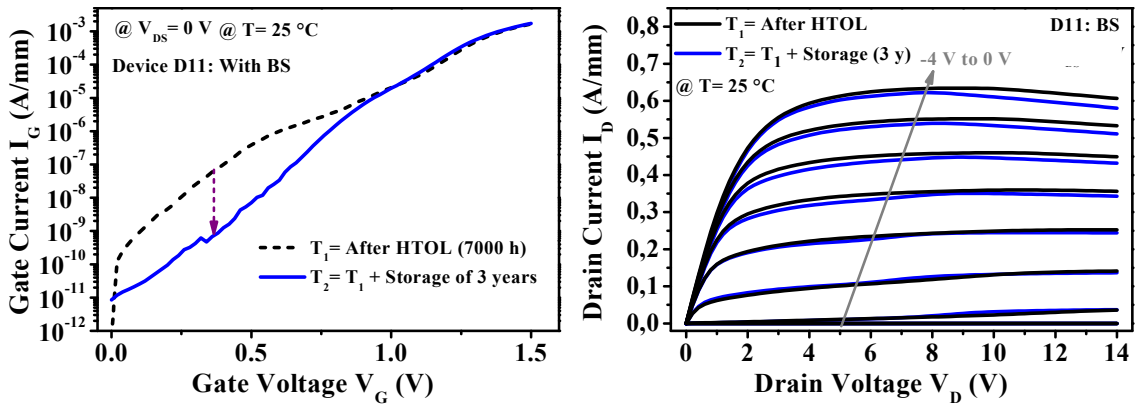 @ V_DS= 0 V @ T= 25 °C
Device D11: With BS
T₁= After HTOL (7000 h)
T₂= T₁ + Storage of 3 years
Gate Current I_G (A/mm)
10⁻³
10⁻⁴
10⁻⁵
10⁻⁶
10⁻⁷
10⁻⁸
10⁻⁹
10⁻¹⁰
10⁻¹¹
10⁻¹²
0.0 0.5 1.0 1.5
Gate Voltage V_G (V)
T₁= After HTOL
D11: BS
T₂= T₁ + Storage (3 y)
-4 V to 0 V
@ T= 25 °C
Drain Current I_D (A/mm)
0,8
0,7
0,6
0,5
0,4
0,3
0,2
0,1
0,0
0 2 4 6 8 10 12 14
Drain Voltage V_D (V)